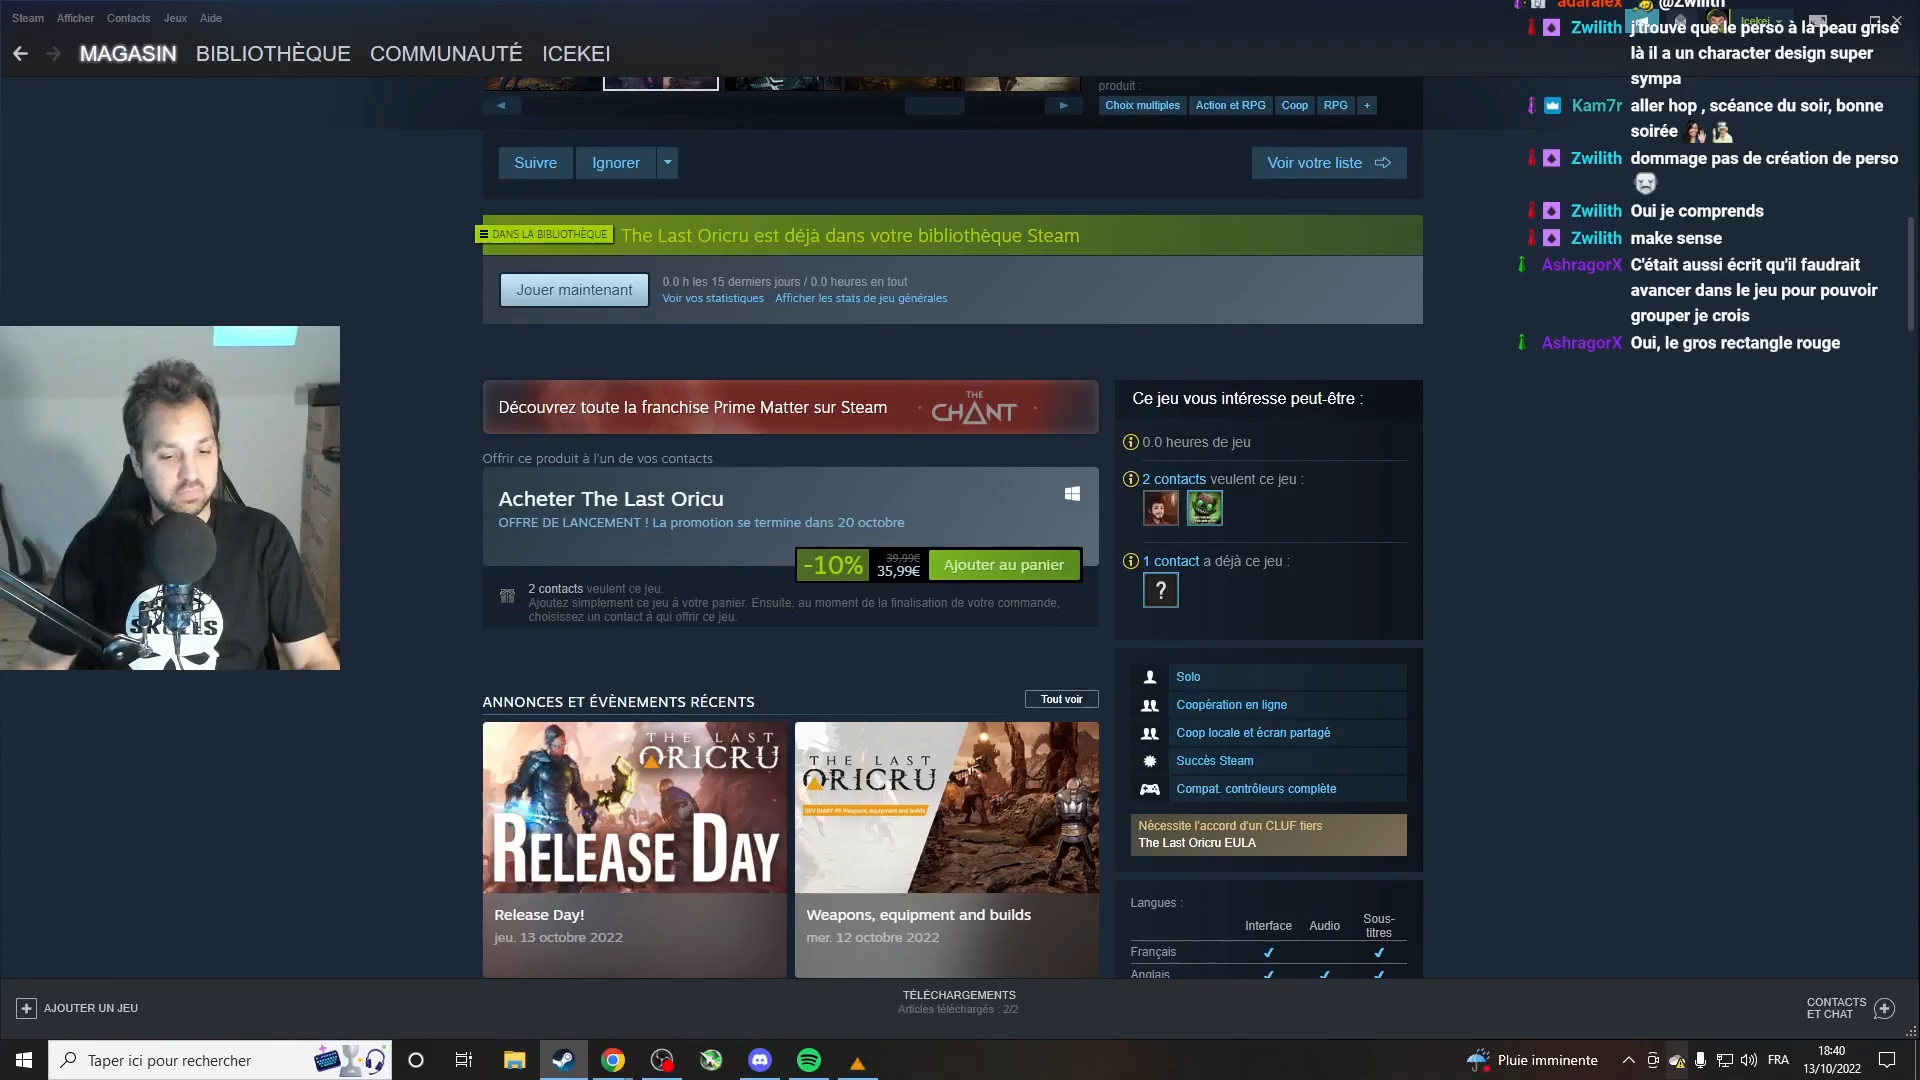 Steam Afficher Contacts Jeux Aide
MAGASIN BIBLIOTHÈQUE COMMUNAUTÉ ICEKEI
produit :
Choix multiples Action et RPG Coop RPG +
Suivre Ignorer
Voir votre liste
DANS LA BIBLIOTHÈQUE
The Last Oricru est déjà dans votre bibliothèque Steam
Jouer maintenant
0.0 h les 15 derniers jours / 0.0 heures en tout
Voir vos statistiques Afficher les stats de jeu générales
Découvrez toute la franchise Prime Matter sur Steam
THE
CHANT
Offrir ce produit à l'un de vos contacts
Acheter The Last Oricu
OFFRE DE LANCEMENT ! La promotion se termine dans 20 octobre
-10% 39,99€ 35,99€ Ajouter au panier
2 contacts veulent ce jeu.
Ajoutez simplement ce jeu à votre panier. Ensuite, au moment de la finalisation de votre commande,
choisissez un contact à qui offrir ce jeu.
ANNONCES ET ÉVÈNEMENTS RÉCENTS
Tout voir
THE LAST
ORICRU
RELEASE DAY
Release Day!
jeu. 13 octobre 2022
THE LAST
ORICRU
DEV DIARY #5 Weapons, equipment and builds
Weapons, equipment and builds
mer. 12 octobre 2022
Ce jeu vous intéresse peut-être :
0.0 heures de jeu
2 contacts veulent ce jeu :
1 contact a déjà ce jeu :
?
Solo
Coopération en ligne
Coop locale et écran partagé
Succès Steam
Compat. contrôleurs complète
Nécessite l'accord d'un CLUF tiers
The Last Oricru EULA
Langues :
Interface Audio Sous-
titres
Français
Anglais
adaralex @Zwilith
Icekei
Zwilith j'trouve que le perso à la peau grise
là il a un character design super
sympa
Kam7r aller hop , scéance du soir, bonne
soirée
Zwilith dommage pas de création de perso
Zwilith Oui je comprends
Zwilith make sense
AshragorX C'était aussi écrit qu'il faudrait
avancer dans le jeu pour pouvoir
grouper je crois
AshragorX Oui, le gros rectangle rouge
SKULLS
AJOUTER UN JEU
TÉLÉCHARGEMENTS
Articles téléchargés : 2/2
CONTACTS
ET CHAT
Taper ici pour rechercher
Pluie imminente
FRA
18:40
13/10/2022